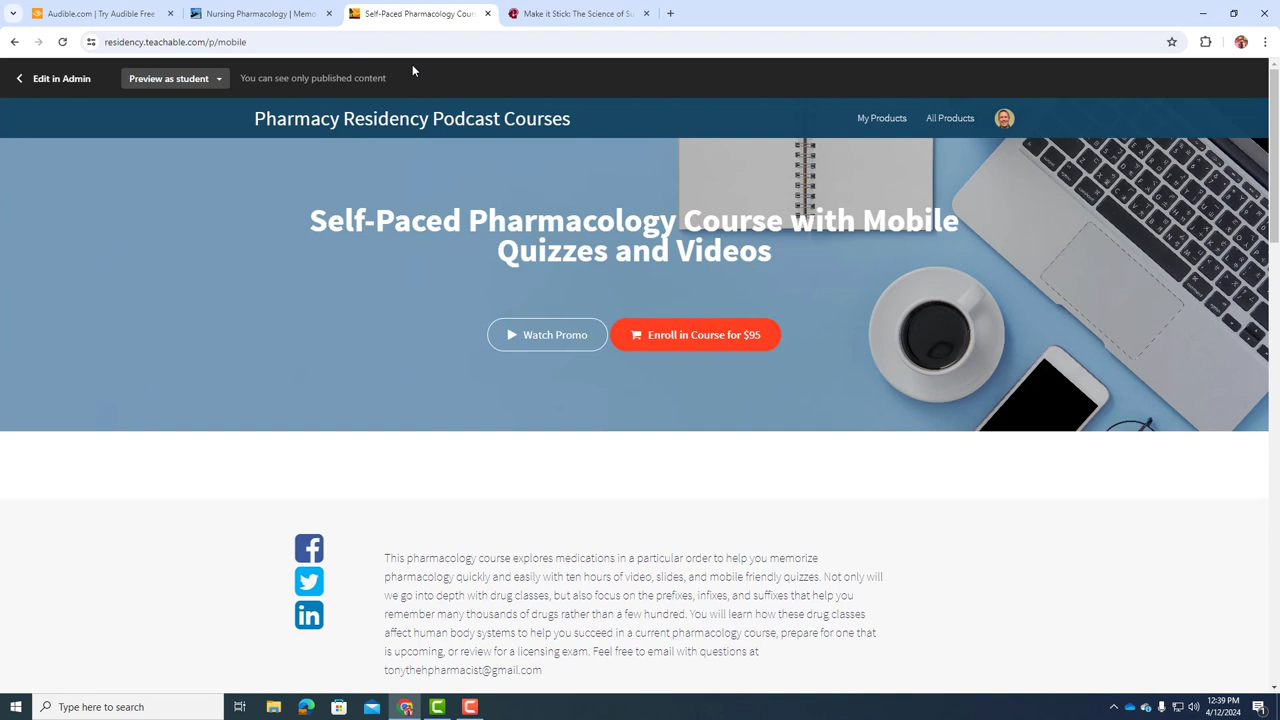 Audible.com | Try Audible Free
Nursing Pharmacology | Memo
Self-Paced Pharmacology Cour
Make it Stick: The Science of Su
residency.teachable.com/p/mobile
Edit in Admin
Preview as student
You can see only published content
Pharmacy Residency Podcast Courses
My Products
All Products
Self-Paced Pharmacology Course with Mobile
Quizzes and Videos
Watch Promo
Enroll in Course for $95
This pharmacology course explores medications in a particular order to help you memorize
pharmacology quickly and easily with ten hours of video, slides, and mobile friendly quizzes. Not only will
we go into depth with drug classes, but also focus on the prefixes, infixes, and suffixes that help you
remember many thousands of drugs rather than a few hundred. You will learn how these drug classes
affect human body systems to help you succeed in a current pharmacology course, prepare for one that
is upcoming, or review for a licensing exam. Feel free to email with questions at
tonythehpharmacist@gmail.com
Type here to search
12:39 PM
4/12/2024